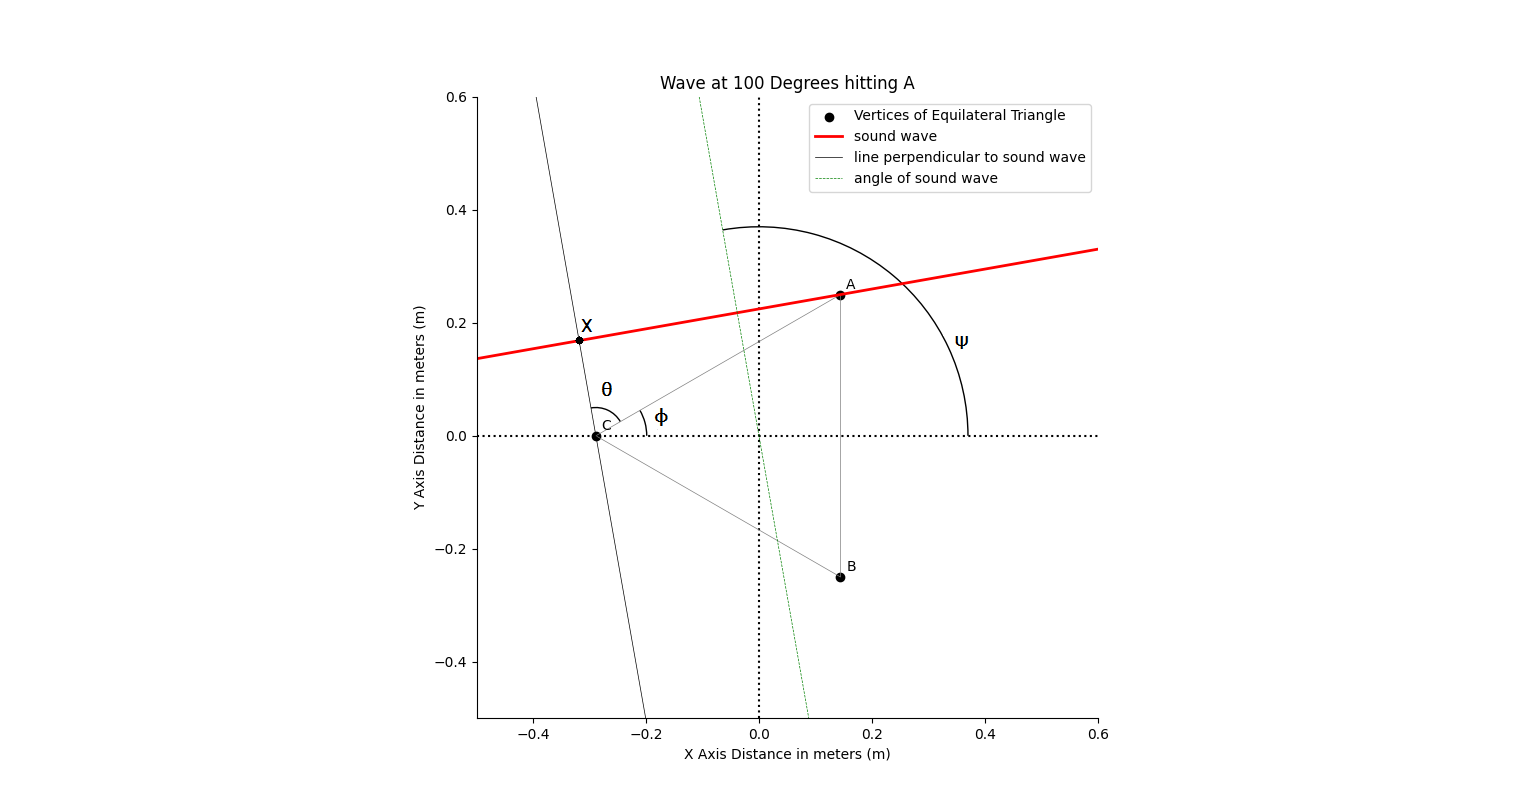 Wave at 100 Degrees hitting A
Vertices of Equilateral Triangle
sound wave
line perpendicular to sound wave
angle of sound wave
0.6
0.4
0.2
0.0
−0.2
−0.4
Y Axis Distance in meters (m)
A
X
ψ
θ
ϕ
C
B
−0.4 −0.2 0.0 0.2 0.4 0.6
X Axis Distance in meters (m)